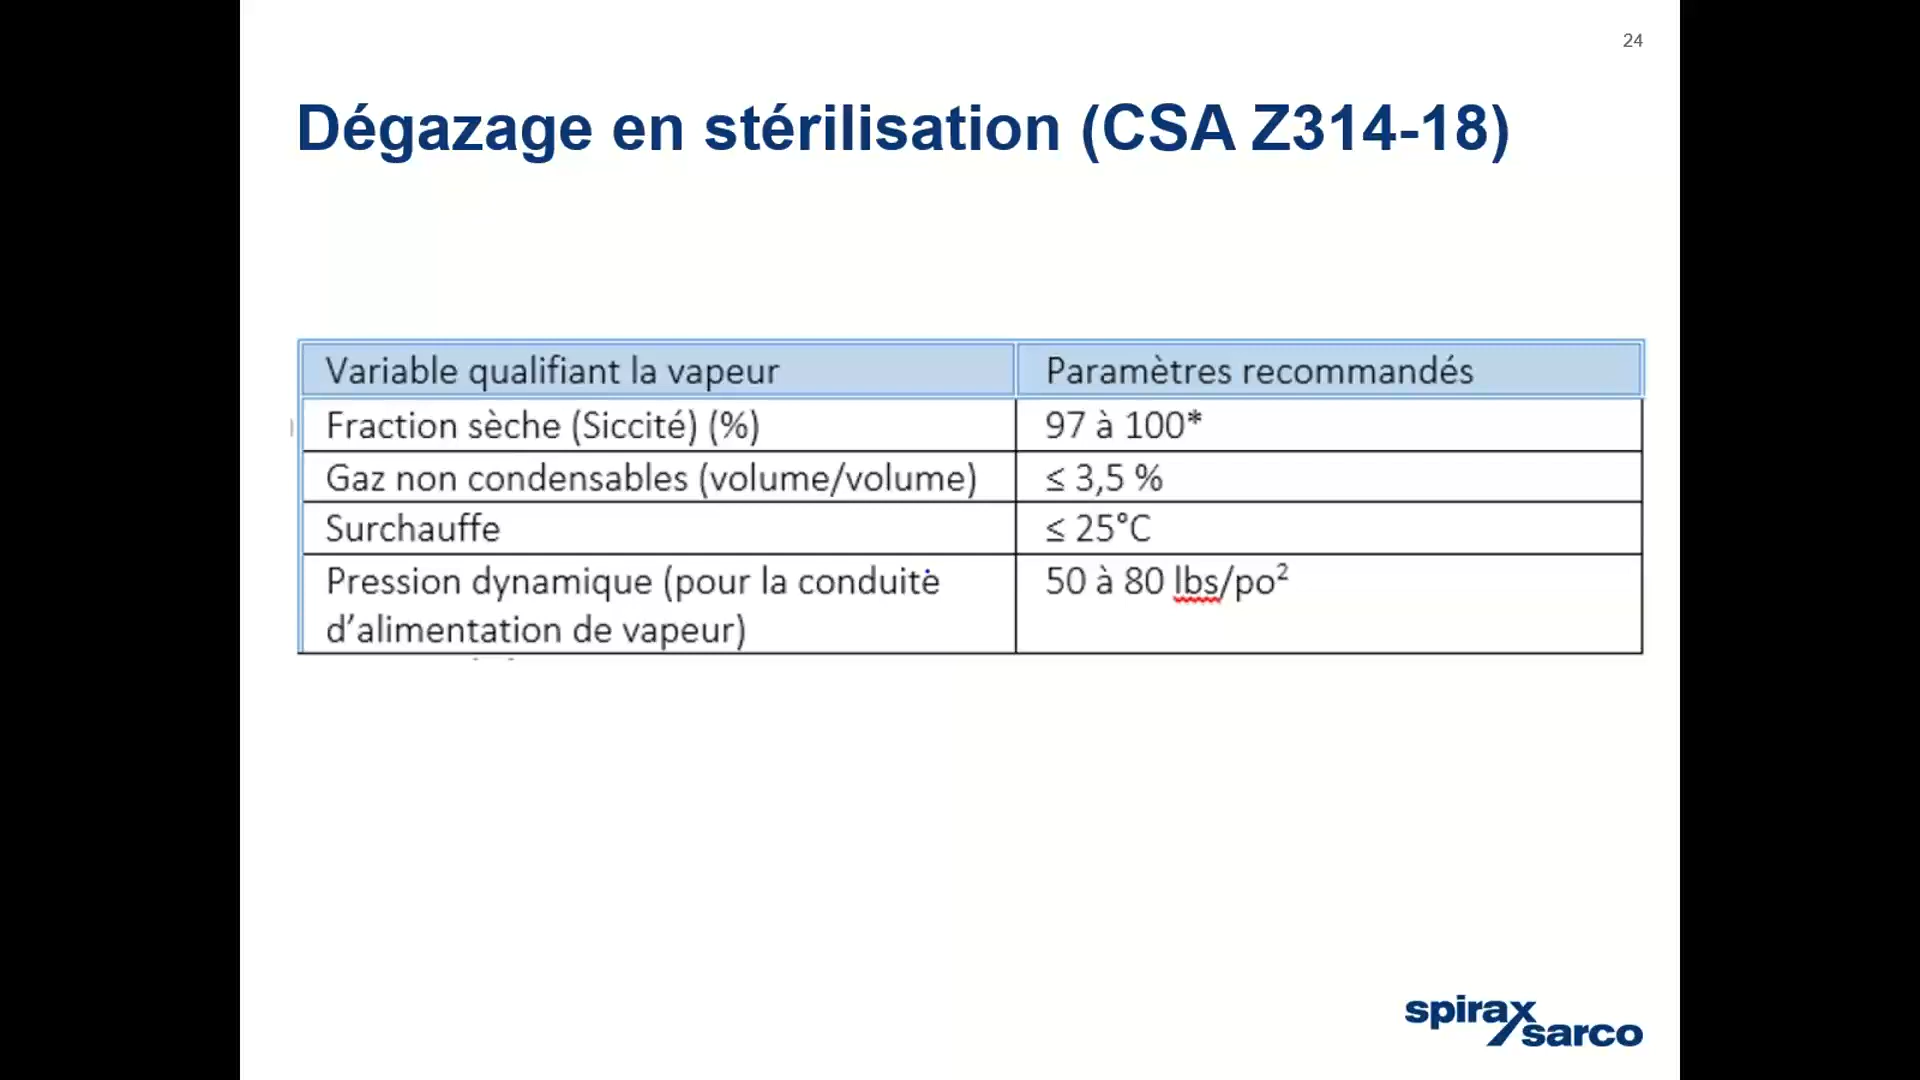 24
Dégazage en stérilisation (CSA Z314-18)
Variable qualifiant la vapeur Paramètres recommandés
Fraction sèche (Siccité) (%) 97 à 100*
Gaz non condensables (volume/volume) ≤ 3,5 %
Surchauffe ≤ 25°C
Pression dynamique (pour la conduite 50 à 80 lbs/po²
d’alimentation de vapeur)
spirax
sarco